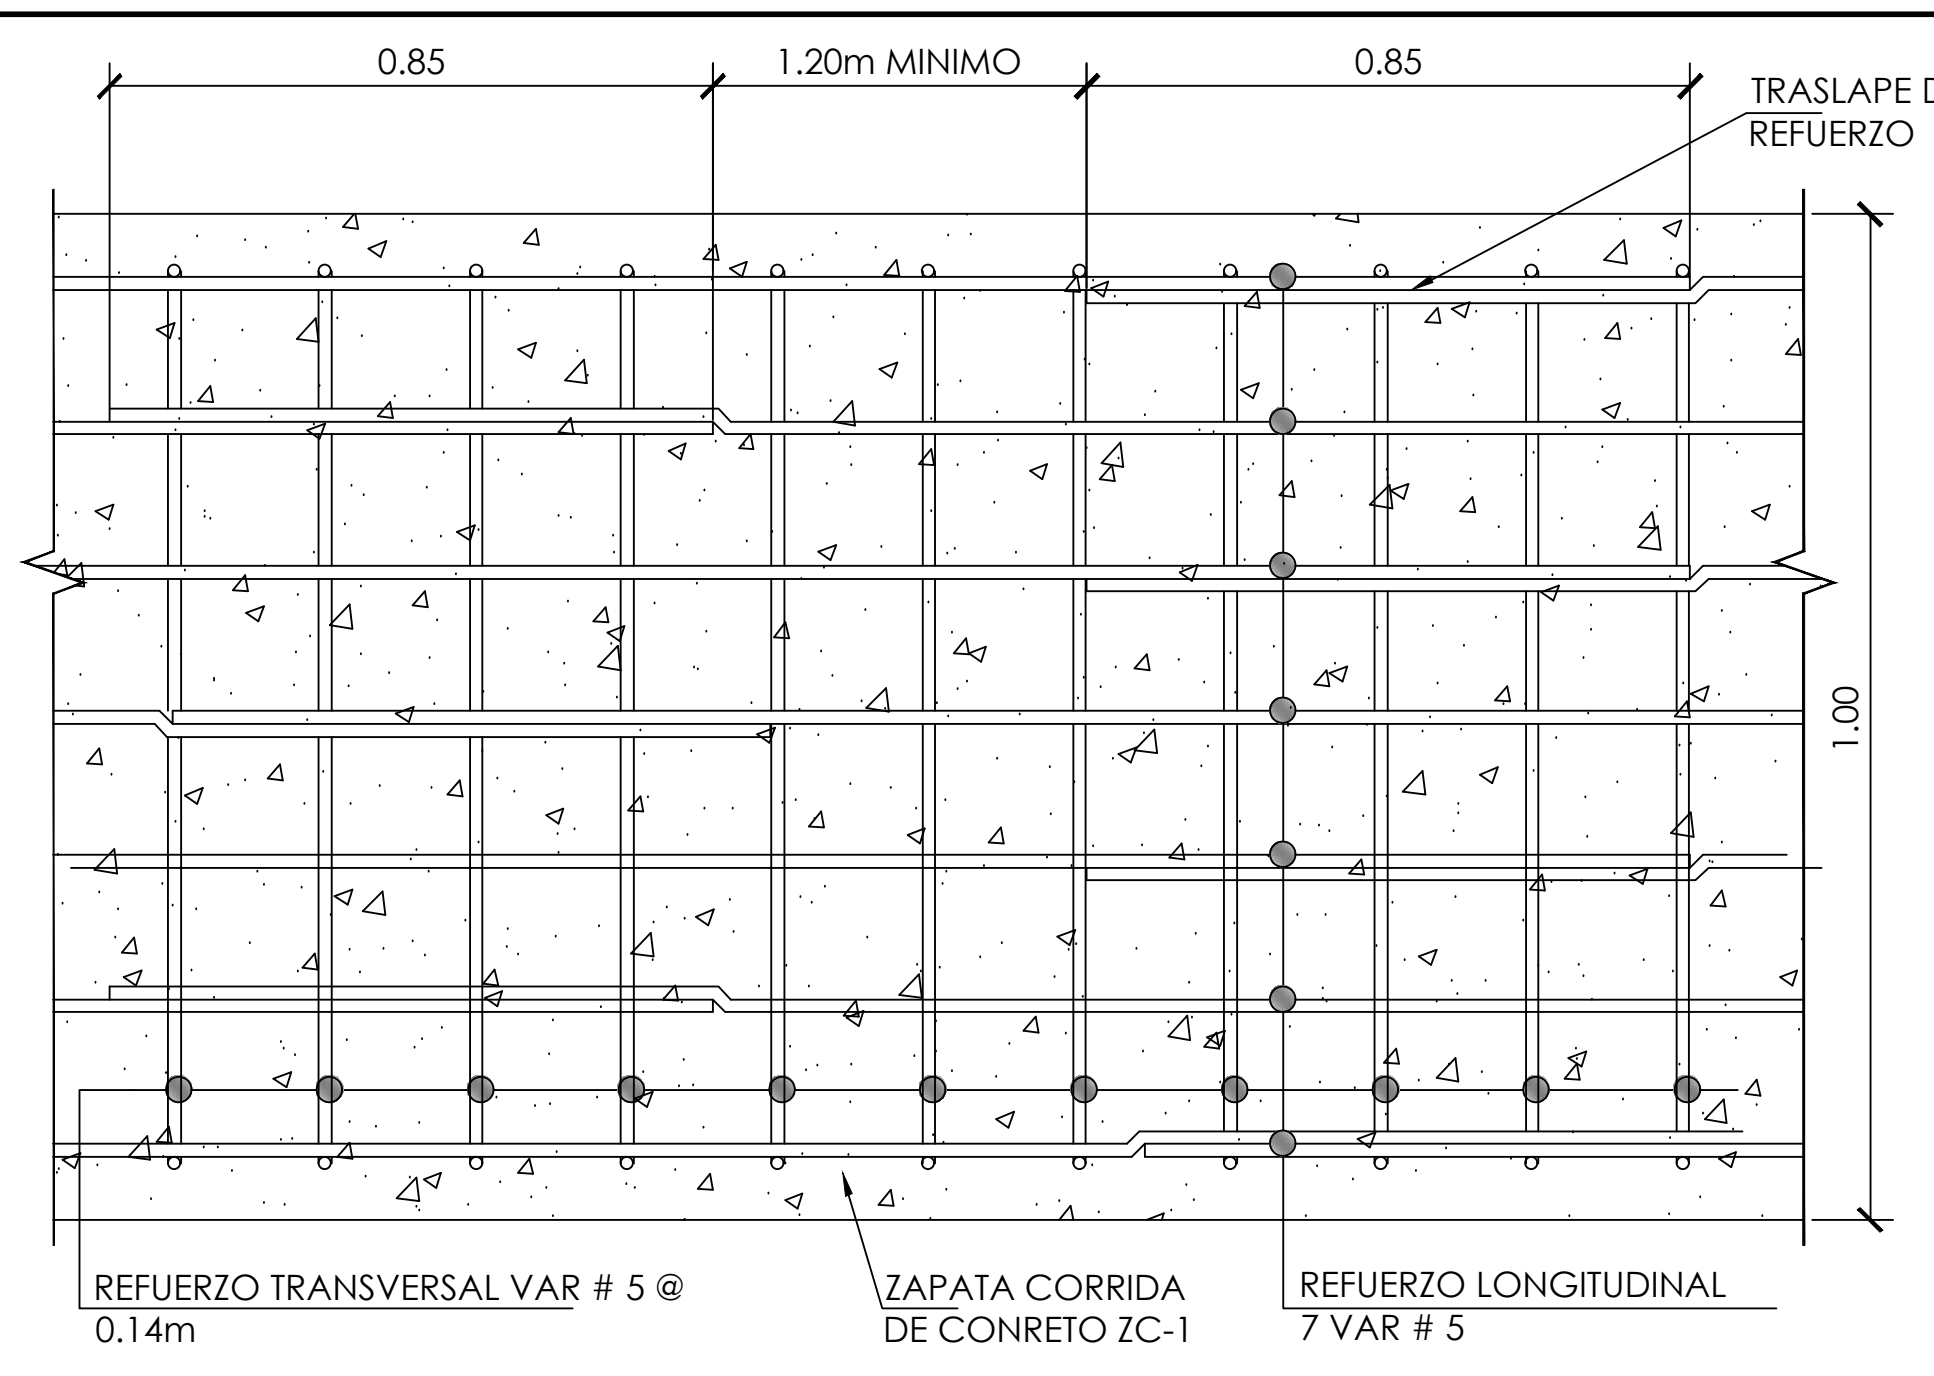 0.85
1.20m MINIMO
0.85
TRASLAPE
REFUERZO
1.00
REFUERZO TRANSVERSAL VAR # 5 @
0.14m
ZAPATA CORRIDA
DE CONRETO ZC-1
REFUERZO LONGITUDINAL
7 VAR # 5